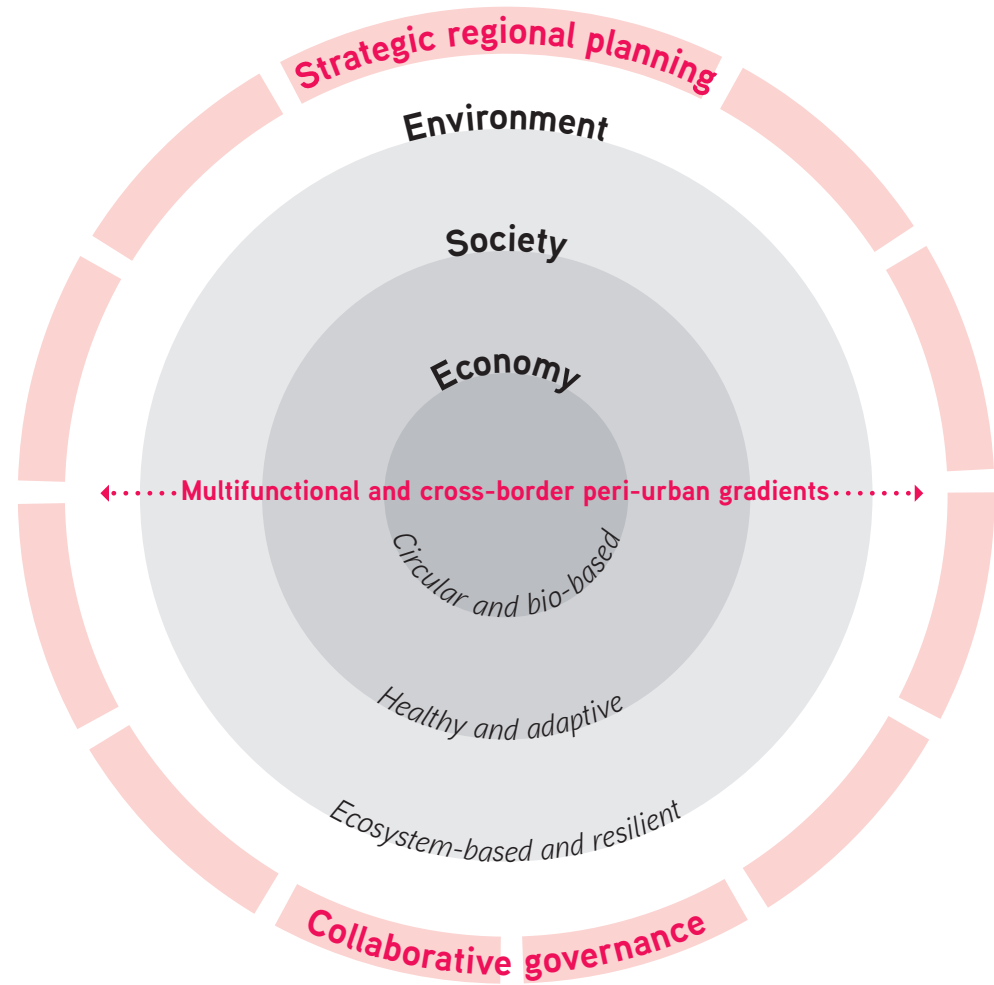 Strategic regional planning
Environment
Society
Economy
Multifunctional and cross-border peri-urban gradients
Circular and bio-based
Healthy and adaptive
Ecosystem-based and resilient
Collaborative governance